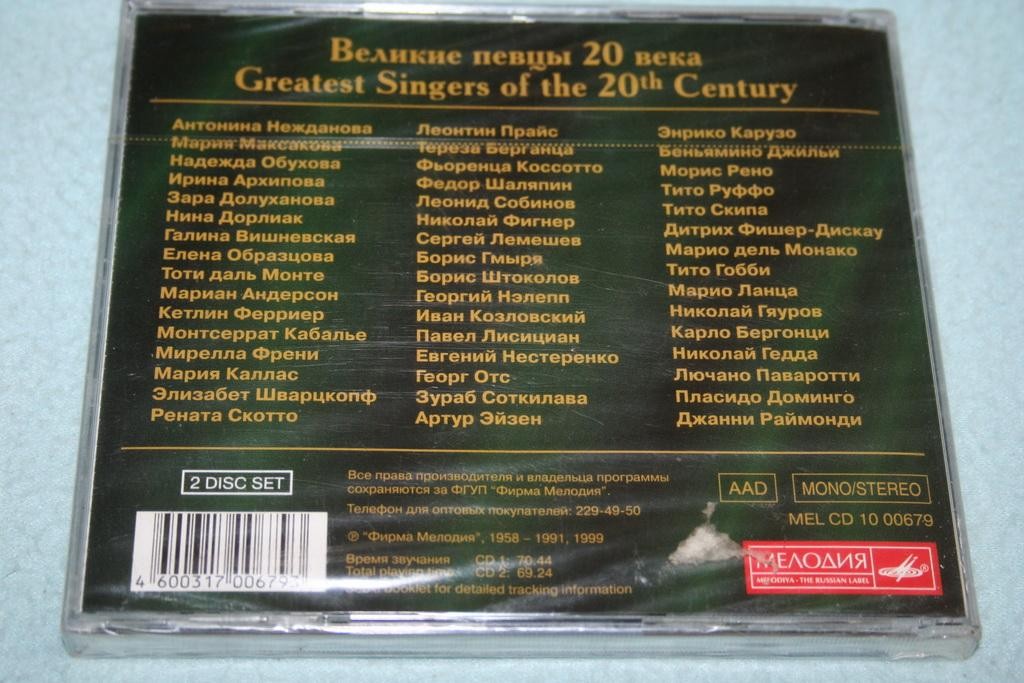 Великие певцы 20 века
Greatest Singers of the 20th Century
Антонина Нежданова
Мария Максакова
Надежда Обухова
Ирина Архипова
Зара Долуханова
Нина Дорлиак
Галина Вишневская
Елена Образцова
Тоти даль Монте
Мариан Андерсон
Кетлин Ферриер
Монтсеррат Кабалье
Мирелла Френи
Мария Каллас
Элизабет Шварцкопф
Рената Скотто
Леонтин Прайс
Тереза Берганца
Фьоренца Коссотто
Федор Шаляпин
Леонид Собинов
Николай Фигнер
Сергей Лемешев
Борис Гмыря
Борис Штоколов
Георгий Нэлепп
Иван Козловский
Павел Лисициан
Евгений Нестеренко
Георг Отс
Зураб Соткилава
Артур Эйзен
Энрико Карузо
Беньямино Джильи
Морис Рено
Тито Руффо
Тито Скипа
Дитрих Фишер-Дискау
Марио дель Монако
Тито Гобби
Марио Ланца
Николай Гяуров
Карло Бергонци
Николай Гедда
Лючано Паваротти
Пласидо Доминго
Джанни Раймонди
2 DISC SET
Все права производителя и владельца программы
сохраняются за ФГУП "Фирма Мелодия".
Телефон для оптовых покупателей: 229-49-50
℗ "Фирма Мелодия", 1958 – 1991, 1999
Время звучания CD 1: 70.44
Total playing time CD 2: 69.24
booklet for detailed tracking information
4 600317 006793
AAD
MONO/STEREO
MEL CD 10 00679
МЕЛОДИЯ
MELODIYA - THE RUSSIAN LABEL